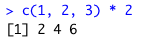 > c(1, 2, 3) * 2
[1] 2 4 6